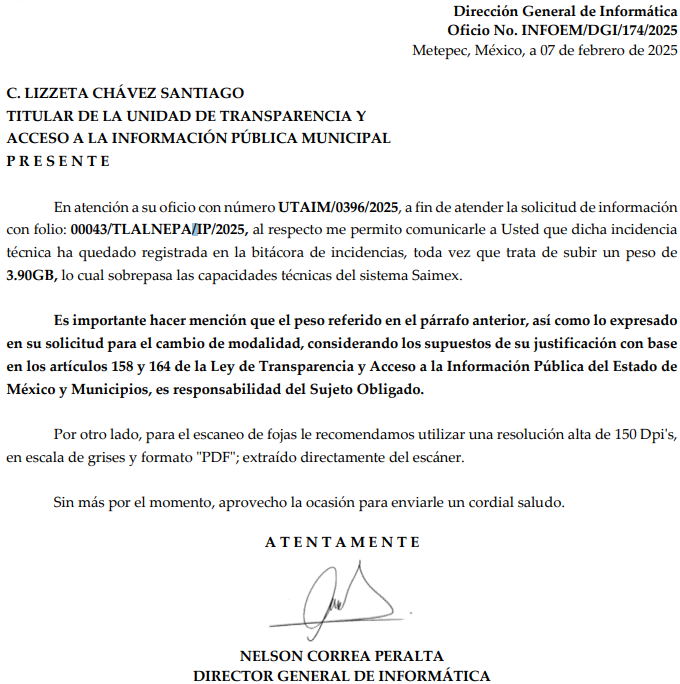 Dirección General de Informática
Oficio No. INFOEM/DGI/174/2025
Metepec, México, a 07 de febrero de 2025
C. LIZZETA CHÁVEZ SANTIAGO
TITULAR DE LA UNIDAD DE TRANSPARENCIA Y
ACCESO A LA INFORMACIÓN PÚBLICA MUNICIPAL
P R E S E N T E
En atención a su oficio con número UTAIM/0396/2025, a fin de atender la solicitud de información
con folio: 00043/TLALNEPA/IP/2025, al respecto me permito comunicarle a Usted que dicha incidencia
técnica ha quedado registrada en la bitácora de incidencias, toda vez que trata de subir un peso de
3.90GB, lo cual sobrepasa las capacidades técnicas del sistema Saimex.
Es importante hacer mención que el peso referido en el párrafo anterior, así como lo expresado
en su solicitud para el cambio de modalidad, considerando los supuestos de su justificación con base
en los artículos 158 y 164 de la Ley de Transparencia y Acceso a la Información Pública del Estado de
México y Municipios, es responsabilidad del Sujeto Obligado.
Por otro lado, para el escaneo de fojas le recomendamos utilizar una resolución alta de 150 Dpi's,
en escala de grises y formato "PDF"; extraído directamente del escáner.
Sin más por el momento, aprovecho la ocasión para enviarle un cordial saludo.
A T E N T A M E N T E
NELSON CORREA PERALTA
DIRECTOR GENERAL DE INFORMÁTICA